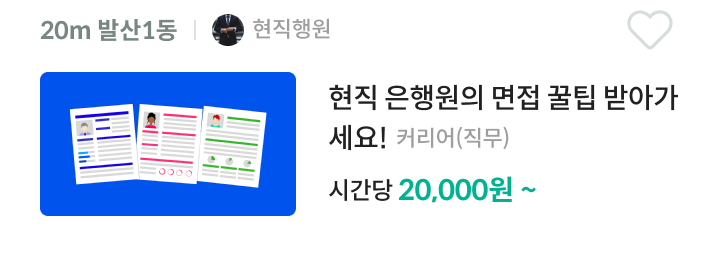 20m 발산1동 현직행원
현직 은행원의 면접 꿀팁 받아가
세요! 커리어(직무)
시간당 20,000원 ~